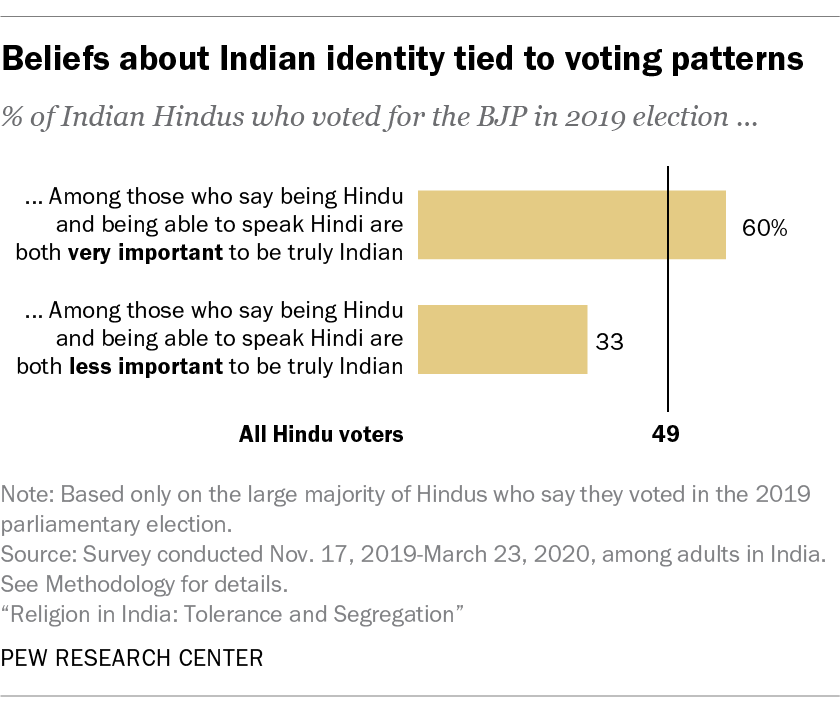 Beliefs about Indian identity tied to voting patterns
% of Indian Hindus who voted for the BJP in 2019 election ...
... Among those who say being Hindu
and being able to speak Hindi are
both very important to be truly Indian
60%
... Among those who say being Hindu
and being able to speak Hindi are
both less important to be truly Indian
33
All Hindu voters
49
Note: Based only on the large majority of Hindus who say they voted in the 2019
parliamentary election.
Source: Survey conducted Nov. 17, 2019-March 23, 2020, among adults in India.
See Methodology for details.
“Religion in India: Tolerance and Segregation”
PEW RESEARCH CENTER